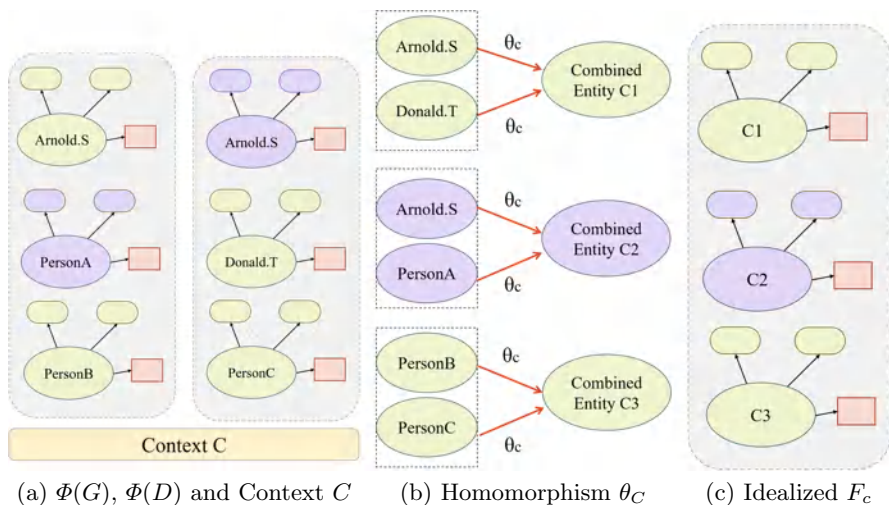 Arnold.S
PersonA
PersonB
Arnold.S
Donald.T
PersonC
Context C
(a) Φ(G), Φ(D) and Context C
Arnold.S
θc
Donald.T
θc
Combined
Entity C1
Arnold.S
θc
PersonA
θc
Combined
Entity C2
PersonB
θc
PersonC
θc
Combined
Entity C3
(b) Homomorphism θC
C1
C2
C3
(c) Idealized Fc